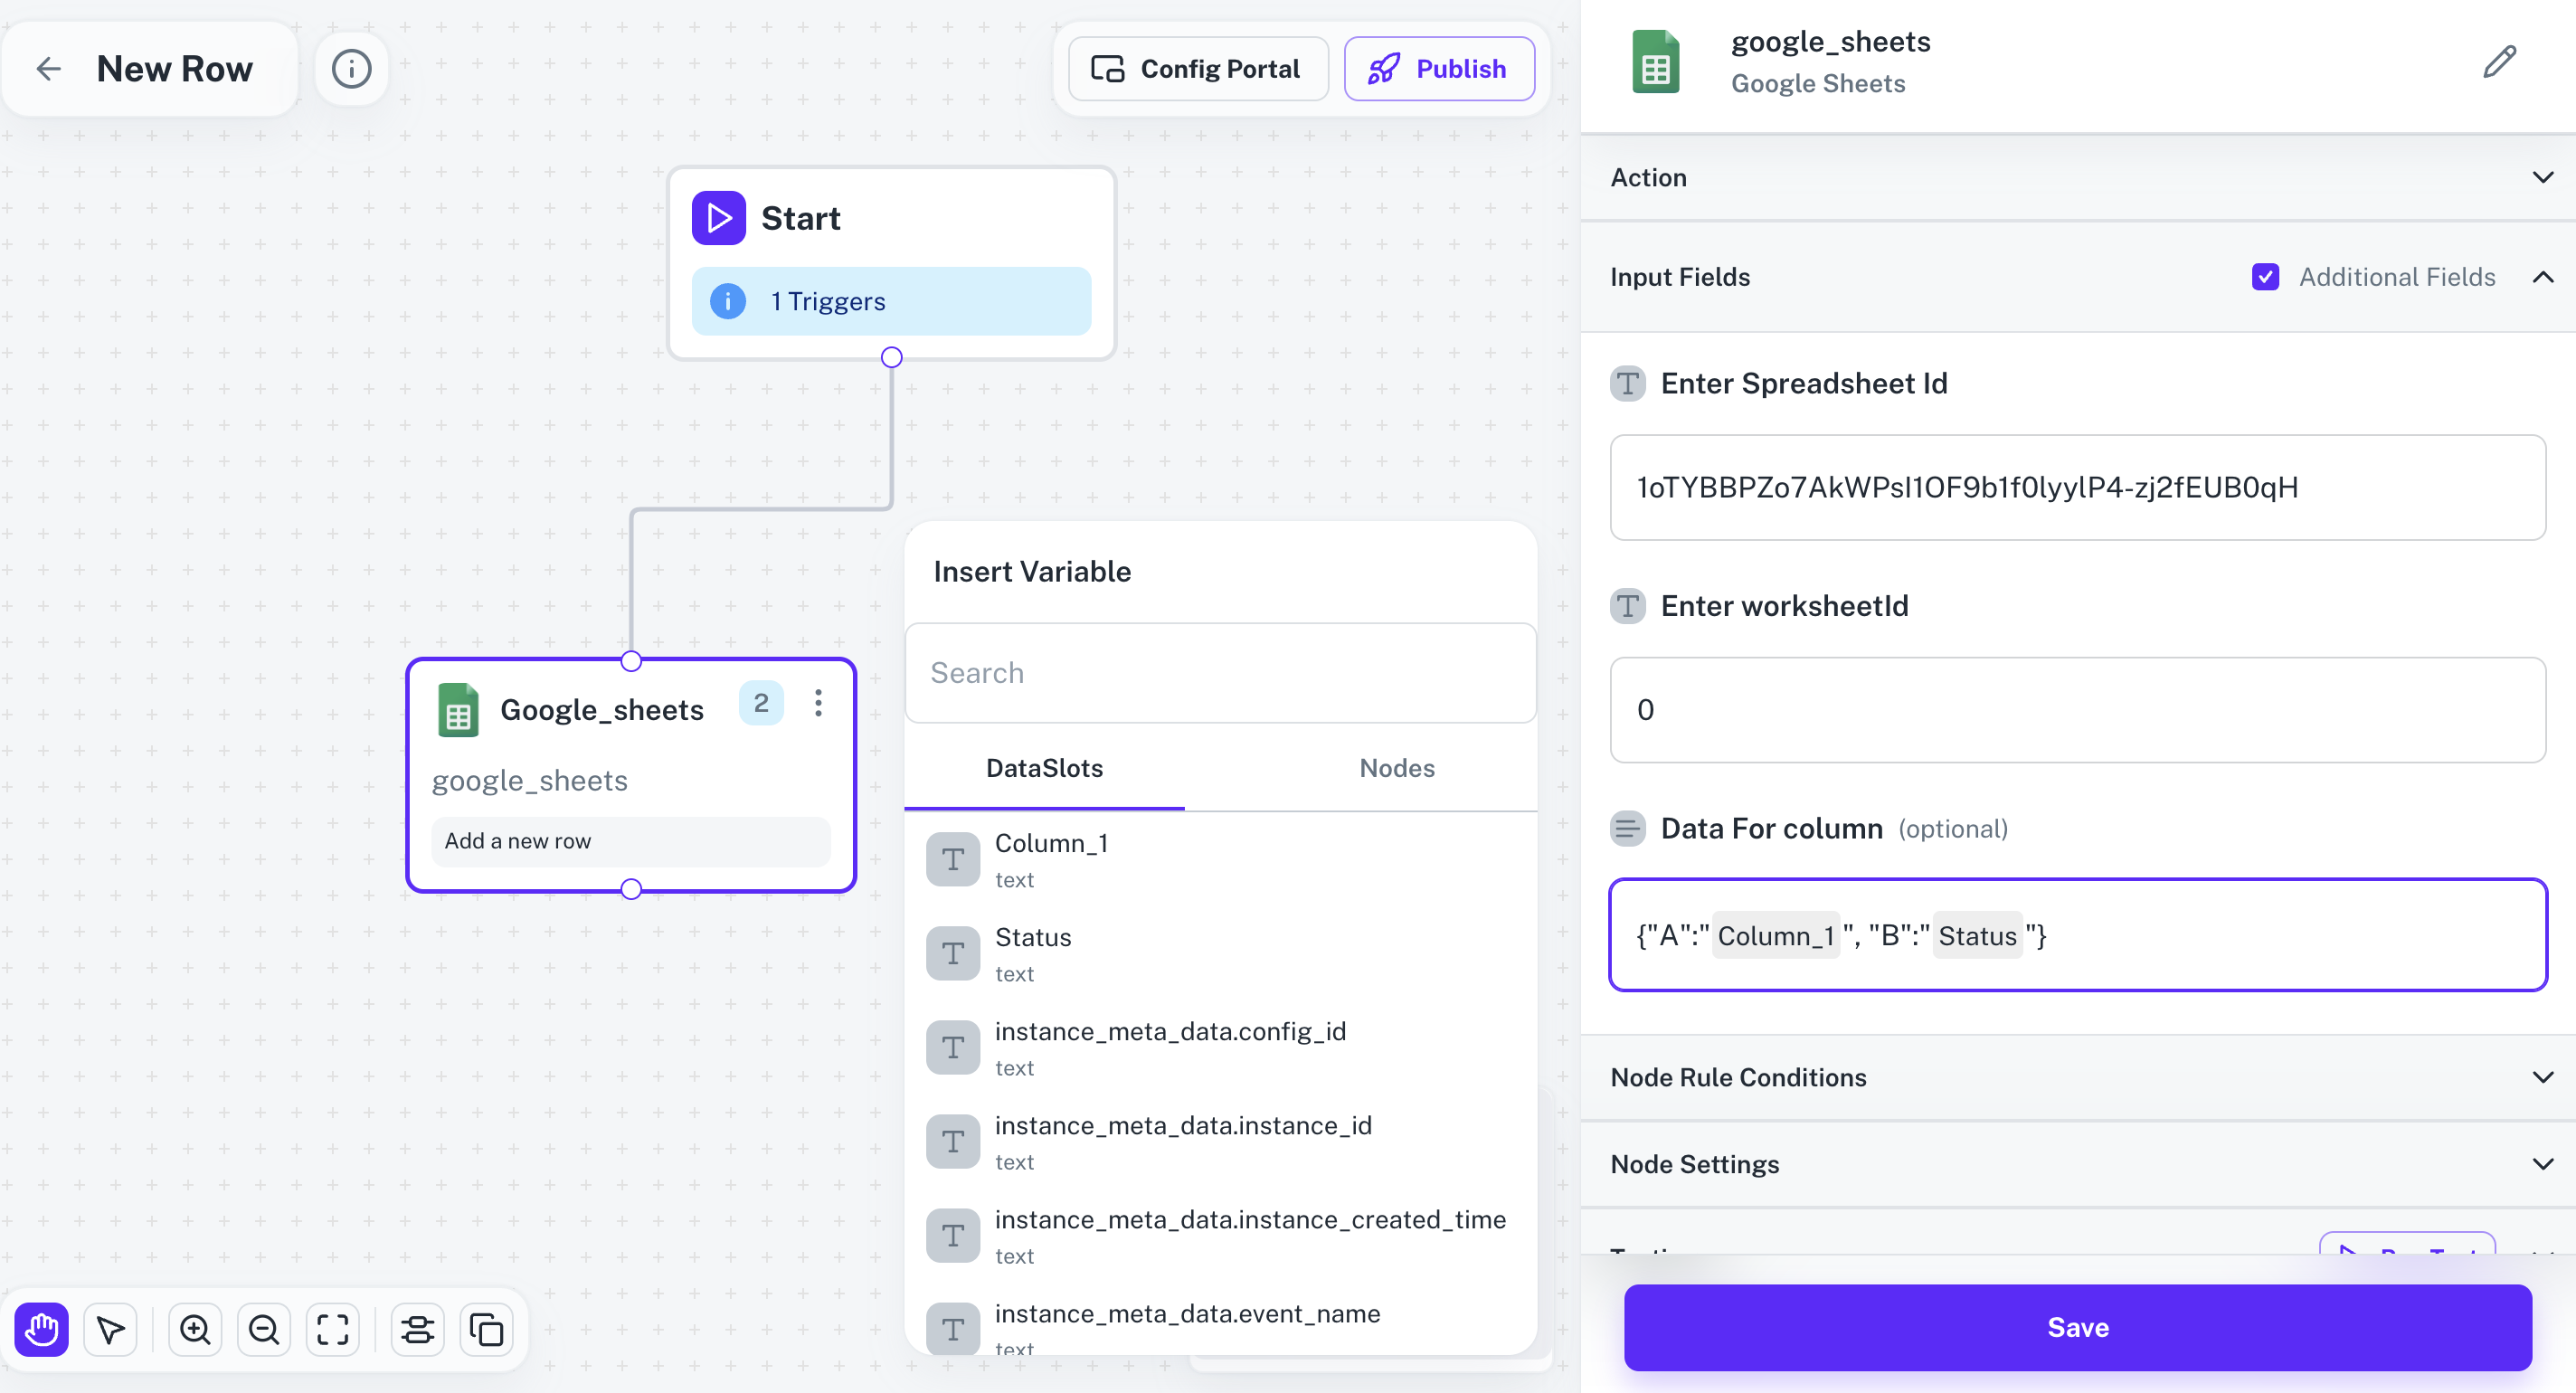 New Row
Config Portal
Publish
Start
1 Triggers
Google_sheets
2
google_sheets
Add a new row
Insert Variable
Search
DataSlots
Nodes
Column_1
text
Status
text
instance_meta_data.config_id
text
instance_meta_data.instance_id
text
instance_meta_data.instance_created_time
text
instance_meta_data.event_name
text
google_sheets
Google Sheets
Action
Input Fields
Additional Fields
Enter Spreadsheet Id
1oTYBBPZo7AkWPsI1OF9b1f0lyylP4-zj2fEUB0qH
Enter worksheetId
0
Data For column (optional)
{"A":" Column_1 ", "B":" Status "}
Node Rule Conditions
Node Settings
Save